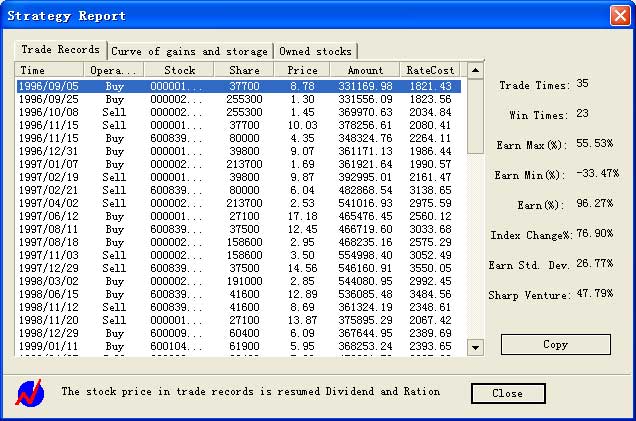 Strategy Report
Trade Records Curve of gains and storage Owned stocks
Time Opera... Stock Share Price Amount RateCost
1996/09/05 Buy 000001... 37700 8.78 331169.98 1821.43
1996/09/25 Buy 000002... 255300 1.30 331556.09 1823.56
1996/10/08 Sell 000002... 255300 1.45 369970.63 2034.84
1996/11/15 Sell 000001... 37700 10.03 378256.61 2080.41
1996/11/15 Buy 600839... 80000 4.35 348324.76 2264.11
1996/12/31 Buy 000001... 39800 9.07 361171.13 1986.44
1997/01/07 Buy 000002... 213700 1.69 361921.64 1990.57
1997/02/19 Sell 000001... 39800 9.87 392995.01 2161.47
1997/02/21 Sell 600839... 80000 6.04 482868.54 3138.65
1997/04/02 Sell 000002... 213700 2.53 541016.93 2975.59
1997/06/12 Buy 000001... 27100 17.18 465476.45 2560.12
1997/08/11 Buy 600839... 37500 12.45 466719.60 3033.68
1997/08/18 Buy 000002... 158600 2.95 468235.16 2575.29
1997/11/03 Sell 000002... 158600 3.50 554998.40 3052.49
1997/12/29 Sell 600839... 37500 14.56 546160.91 3550.05
1998/03/02 Buy 000002... 191000 2.85 544080.95 2992.45
1998/06/15 Buy 600839... 41600 12.89 536085.48 3484.56
1998/11/12 Sell 600839... 41600 8.69 361324.19 2348.61
1998/11/20 Sell 000001... 27100 13.87 375895.29 2067.42
1998/12/29 Buy 600009... 60400 6.09 367644.95 2389.69
1999/01/11 Buy 600104... 61900 5.95 368253.24 2393.65
Trade Times: 35
Win Times: 23
Earn Max(%): 55.53%
Earn Min(%): -33.47%
Earn(%): 96.27%
Index Change%: 76.90%
Earn Std. Dev. 26.77%
Sharp Venture: 47.79%
Copy
The stock price in trade records is resumed Dividend and Ration
Close